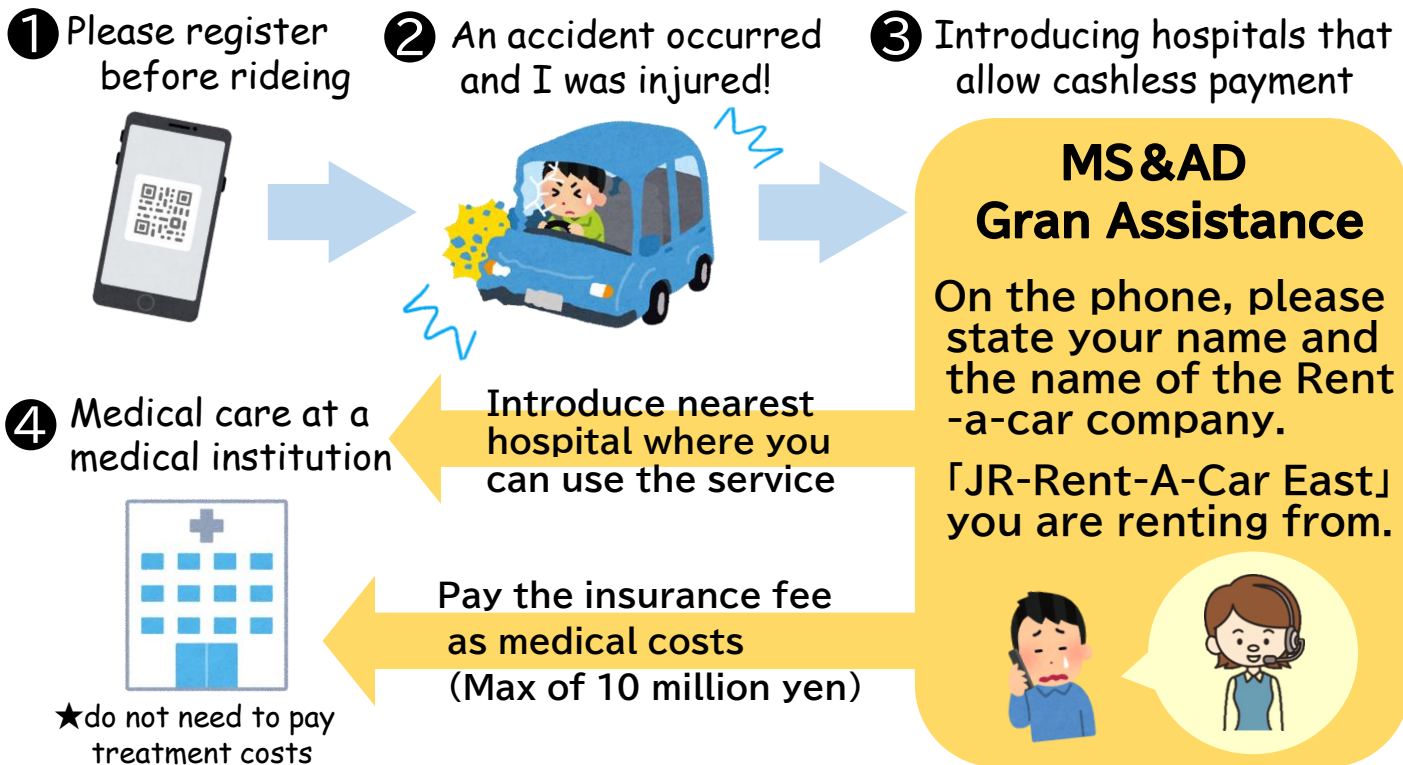 ❶ Please register
before rideing
❷ An accident occurred
and I was injured!
❸ Introducing hospitals that
allow cashless payment
MS&AD
Gran Assistance
On the phone, please
state your name and
the name of the Rent
-a-car company.
「JR-Rent-A-Car East」
you are renting from.
Introduce nearest
hospital where you
can use the service
❹ Medical care at a
medical institution
Pay the insurance fee
as medical costs
(Max of 10 million yen)
★do not need to pay
treatment costs